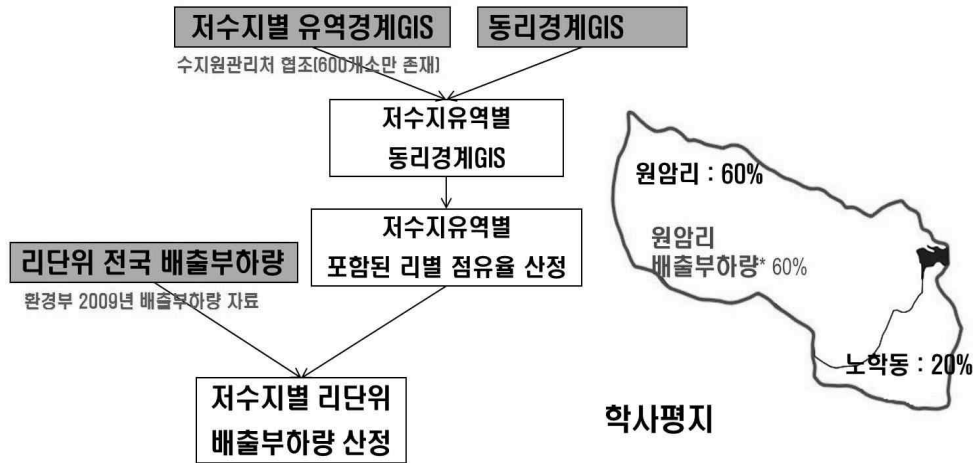 저수지별 유역경계GIS
동리경계GIS
수지원관리처 협조(600개소만 존재)
저수지유역별
동리경계GIS
저수지유역별
포함된 리별 점유율 산정
리단위 전국 배출부하량
환경부 2009년 배출부하량 자료
저수지별 리단위
배출부하량 산정
원암리 : 60%
원암리
배출부하량* 60%
노학동 : 20%
학사평지